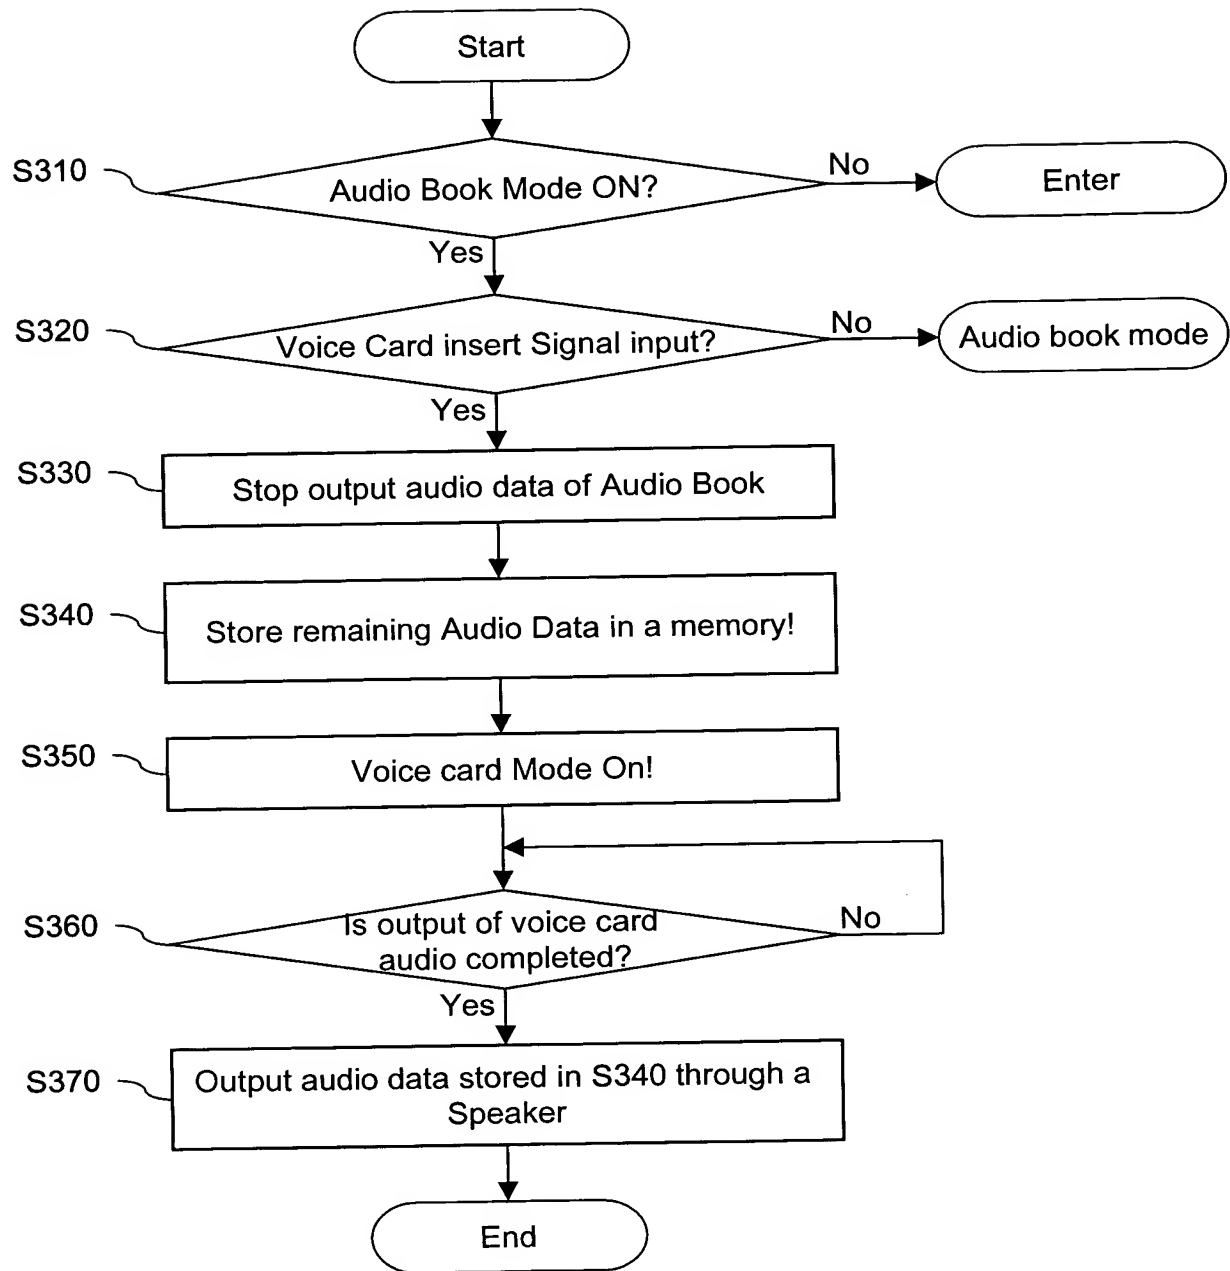 Start
S310
Audio Book Mode ON?
No
Enter
Yes
S320
Voice Card insert Signal input?
No
Audio book mode
Yes
S330
Stop output audio data of Audio Book
S340
Store remaining Audio Data in a memory!
S350
Voice card Mode On!
S360
Is output of voice card
audio completed?
No
Yes
S370
Output audio data stored in S340 through a
Speaker
End